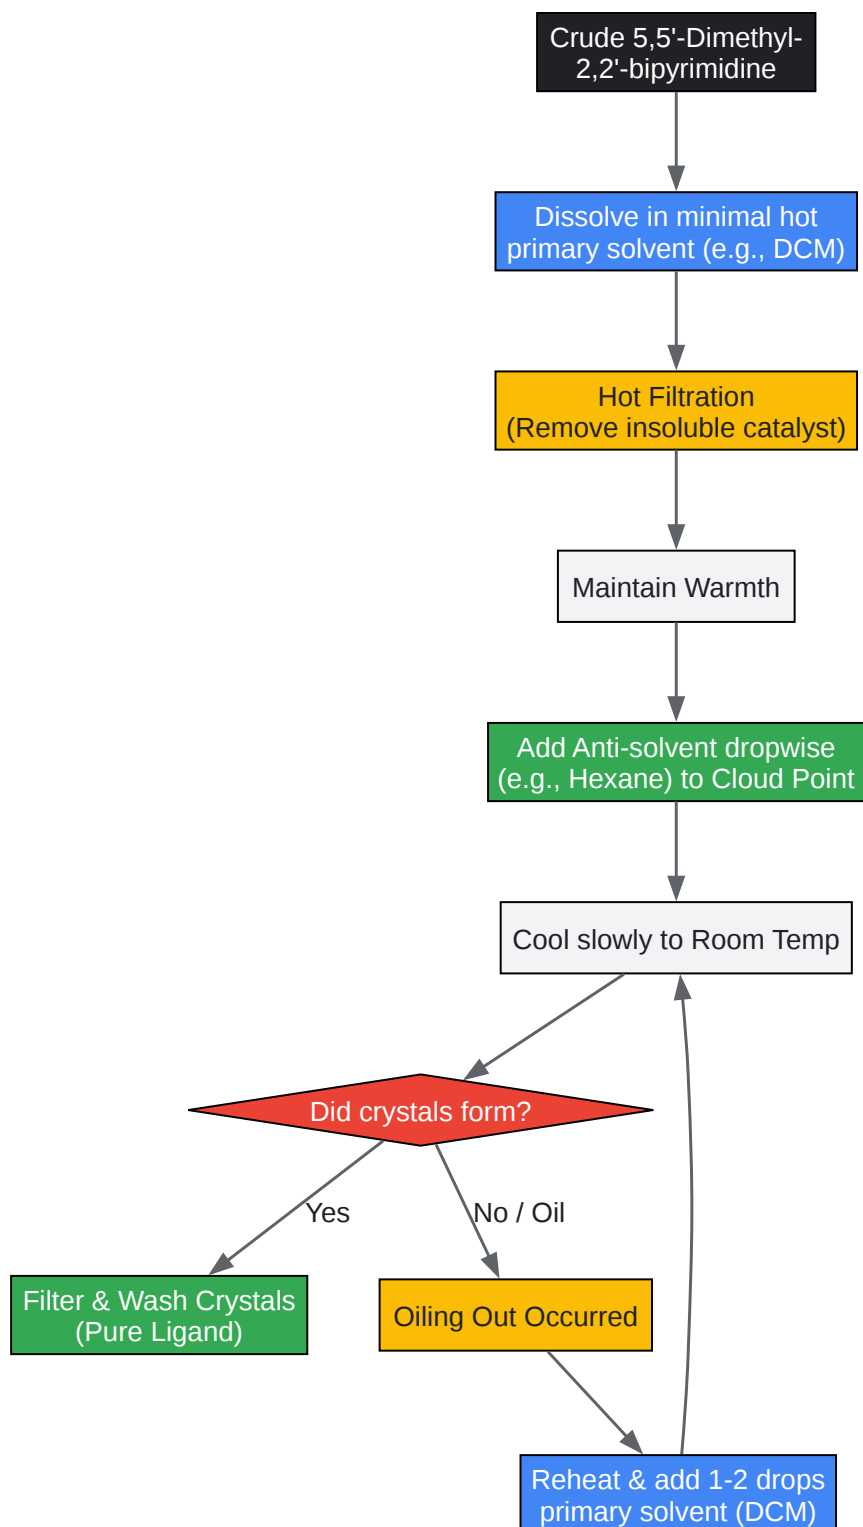 Crude 5,5'-Dimethyl-
2,2'-bipyrimidine
Dissolve in minimal hot
primary solvent (e.g., DCM)
Hot Filtration
(Remove insoluble catalyst)
Maintain Warmth
Add Anti-solvent dropwise
(e.g., Hexane) to Cloud Point
Cool slowly to Room Temp
Did crystals form?
Yes
No / Oil
Filter & Wash Crystals
(Pure Ligand)
Oiling Out Occurred
Reheat & add 1-2 drops
primary solvent (DCM)